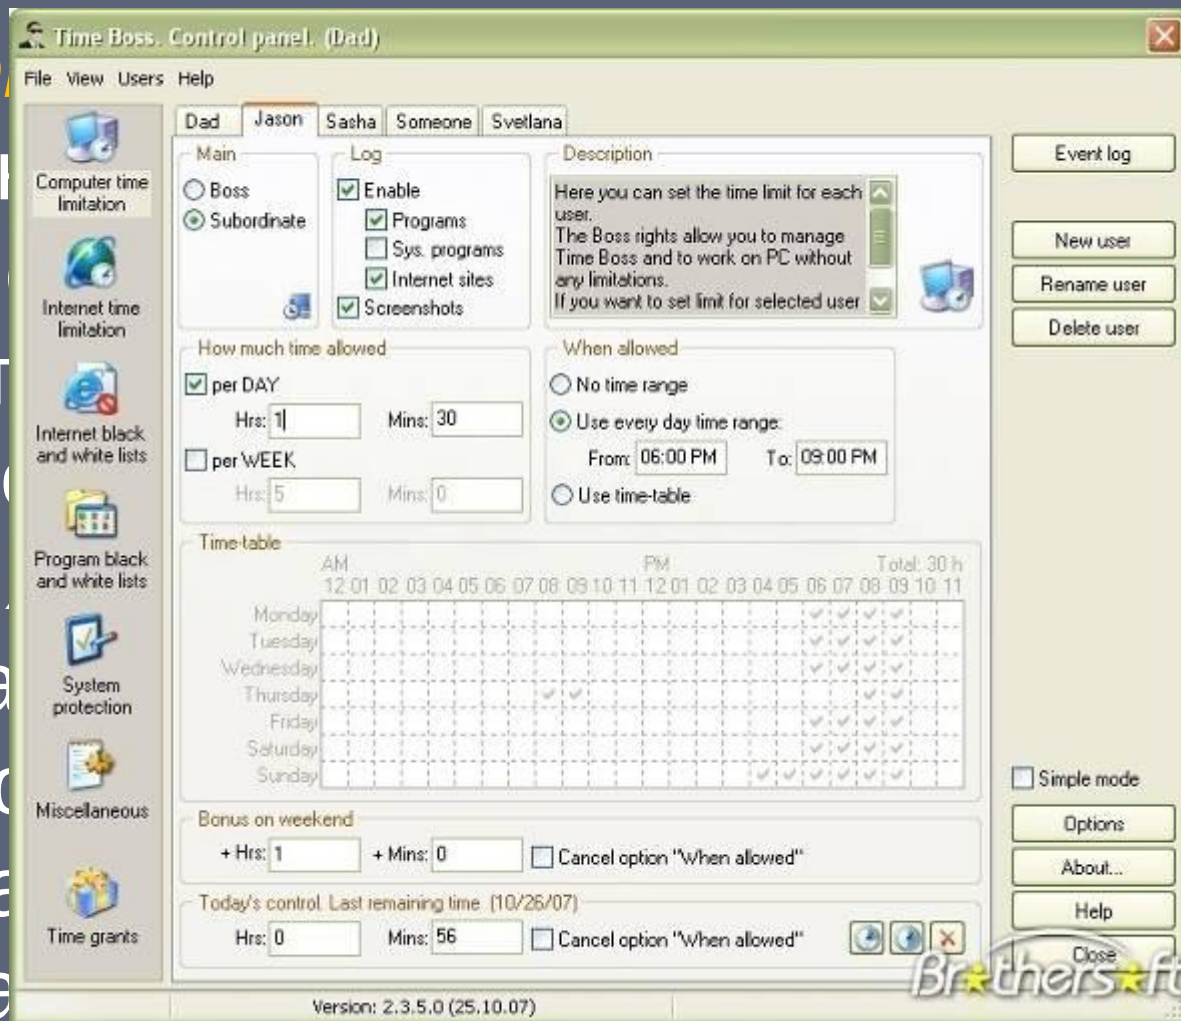 Time Boss. Control panel. (Dad)
File View Users Help
Computer time limitation
Internet time limitation
Internet black and white lists
Program black and white lists
System protection
Miscellaneous
Time grants
Dad Jason Sasha Someone Svetlana
Main
Boss
Subordinate
Log
Enable
Programs
Sys. programs
Internet sites
Screenshots
Description
Here you can set the time limit for each
user.
The Boss rights allow you to manage
Time Boss and to work on PC without
any limitations.
If you want to set limit for selected user
How much time allowed
per DAY
Hrs: 1 Mins: 30
per WEEK
Hrs: 5 Mins: 0
When allowed
No time range
Use every day time range:
From: 06:00 PM To: 09:00 PM
Use time-table
Time-table
AM PM Total: 30 h
12 01 02 03 04 05 06 07 08 09 10 11 12 01 02 03 04 05 06 07 08 09 10 11
Monday
Tuesday
Wednesday
Thursday
Friday
Saturday
Sunday
Bonus on weekend
+ Hrs: 1 + Mins: 0 Cancel option "When allowed"
Today's control. Last remaining time (10/26/07)
Hrs: 0 Mins: 56 Cancel option "When allowed"
Event log
New user
Rename user
Delete user
Simple mode
Options
About...
Help
Close
Brothersoft
Version: 2.3.5.0 (25.10.07)